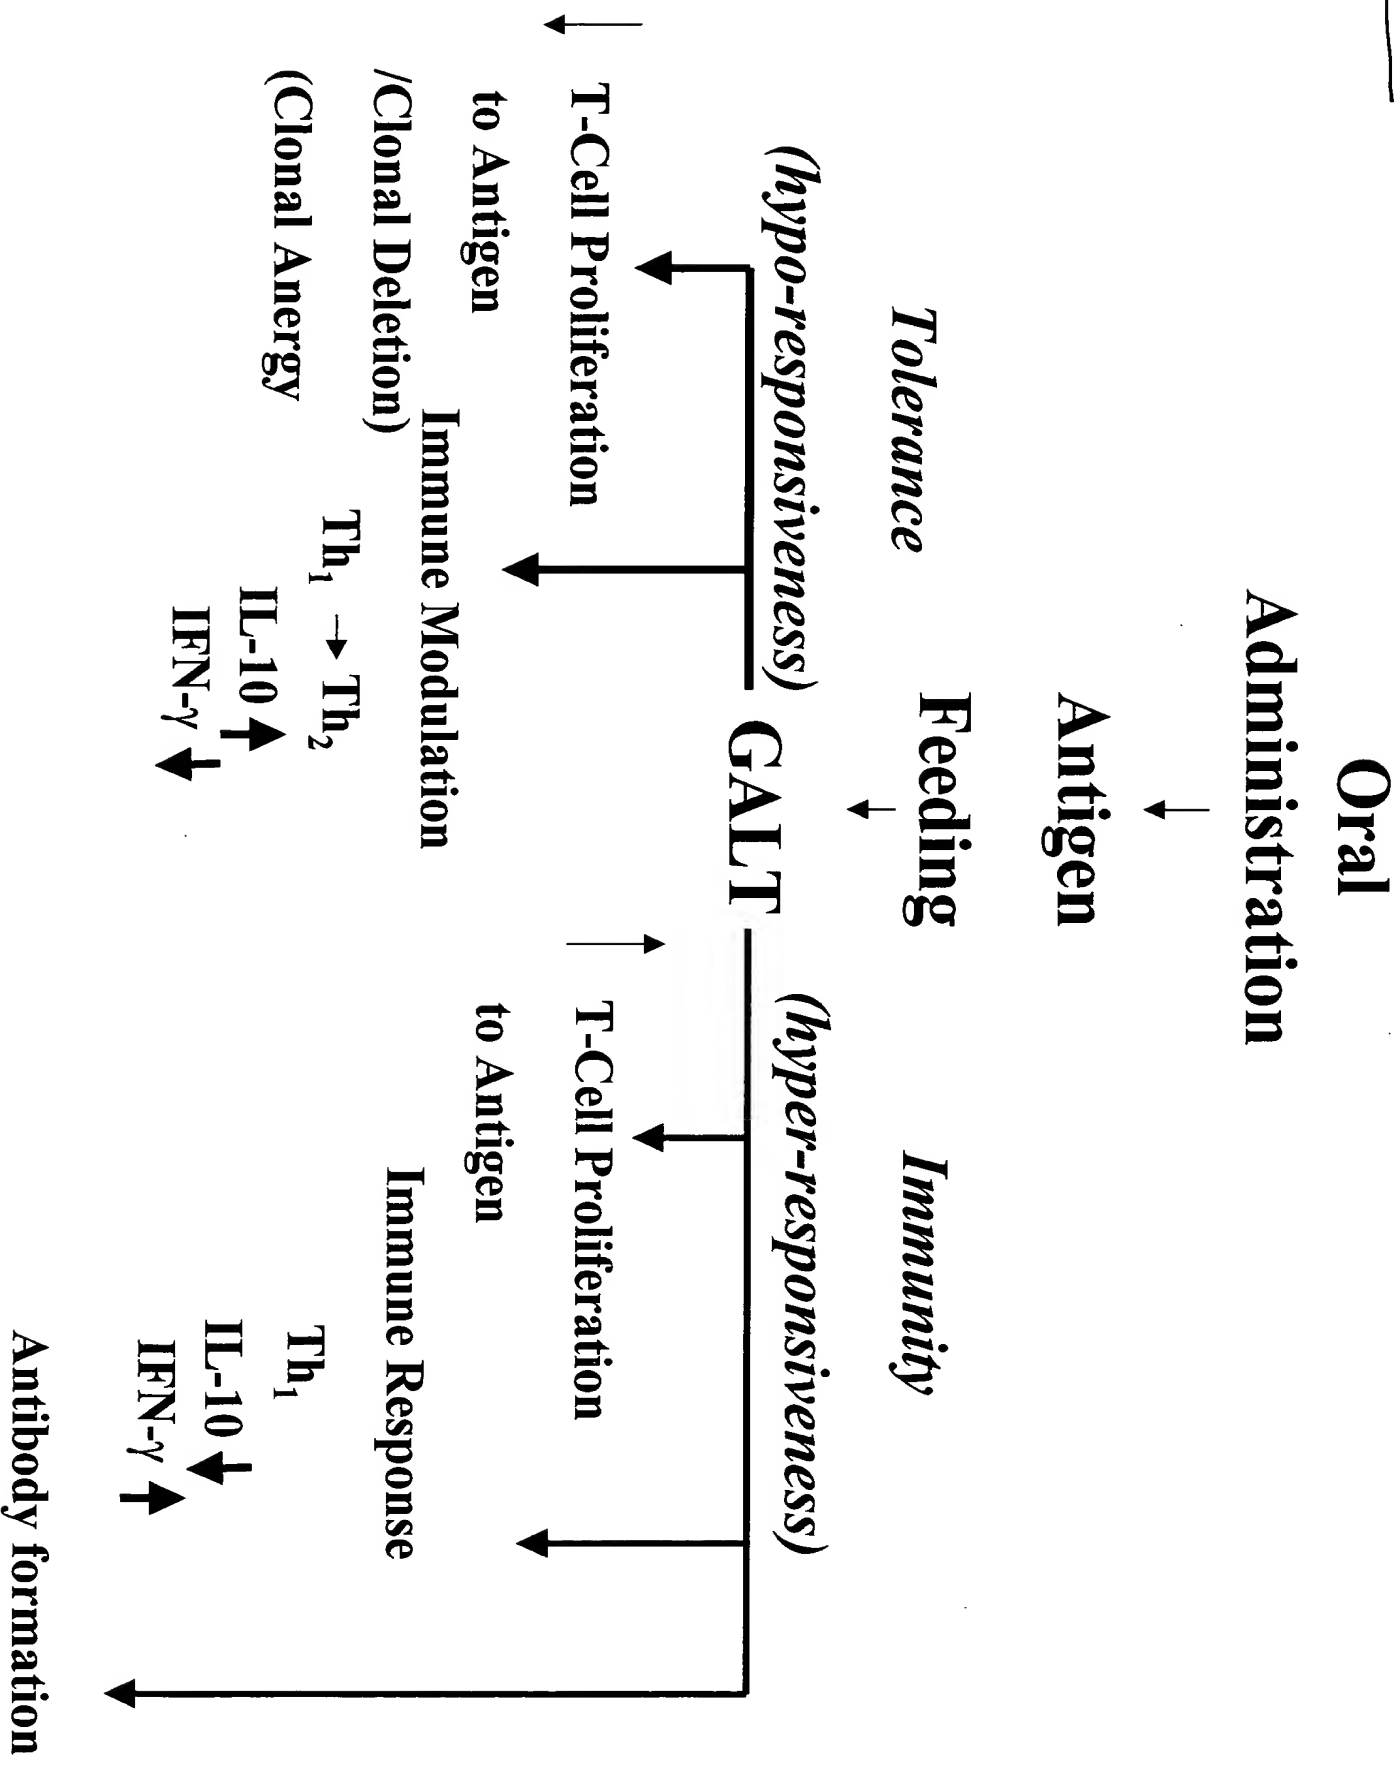 Oral
Administration
Antigen
Feeding
GALT
Tolerance
(hypo-responsiveness)
T-Cell Proliferation
to Antigen
/Clonal Deletion)
(Clonal Anergy
Immune Modulation
Th₁ → Th₂
IL-10
IFN-γ
Immunity
(hyper-responsiveness)
T-Cell Proliferation
to Antigen
Immune Response
Th₁
IL-10
IFN-γ
Antibody formation